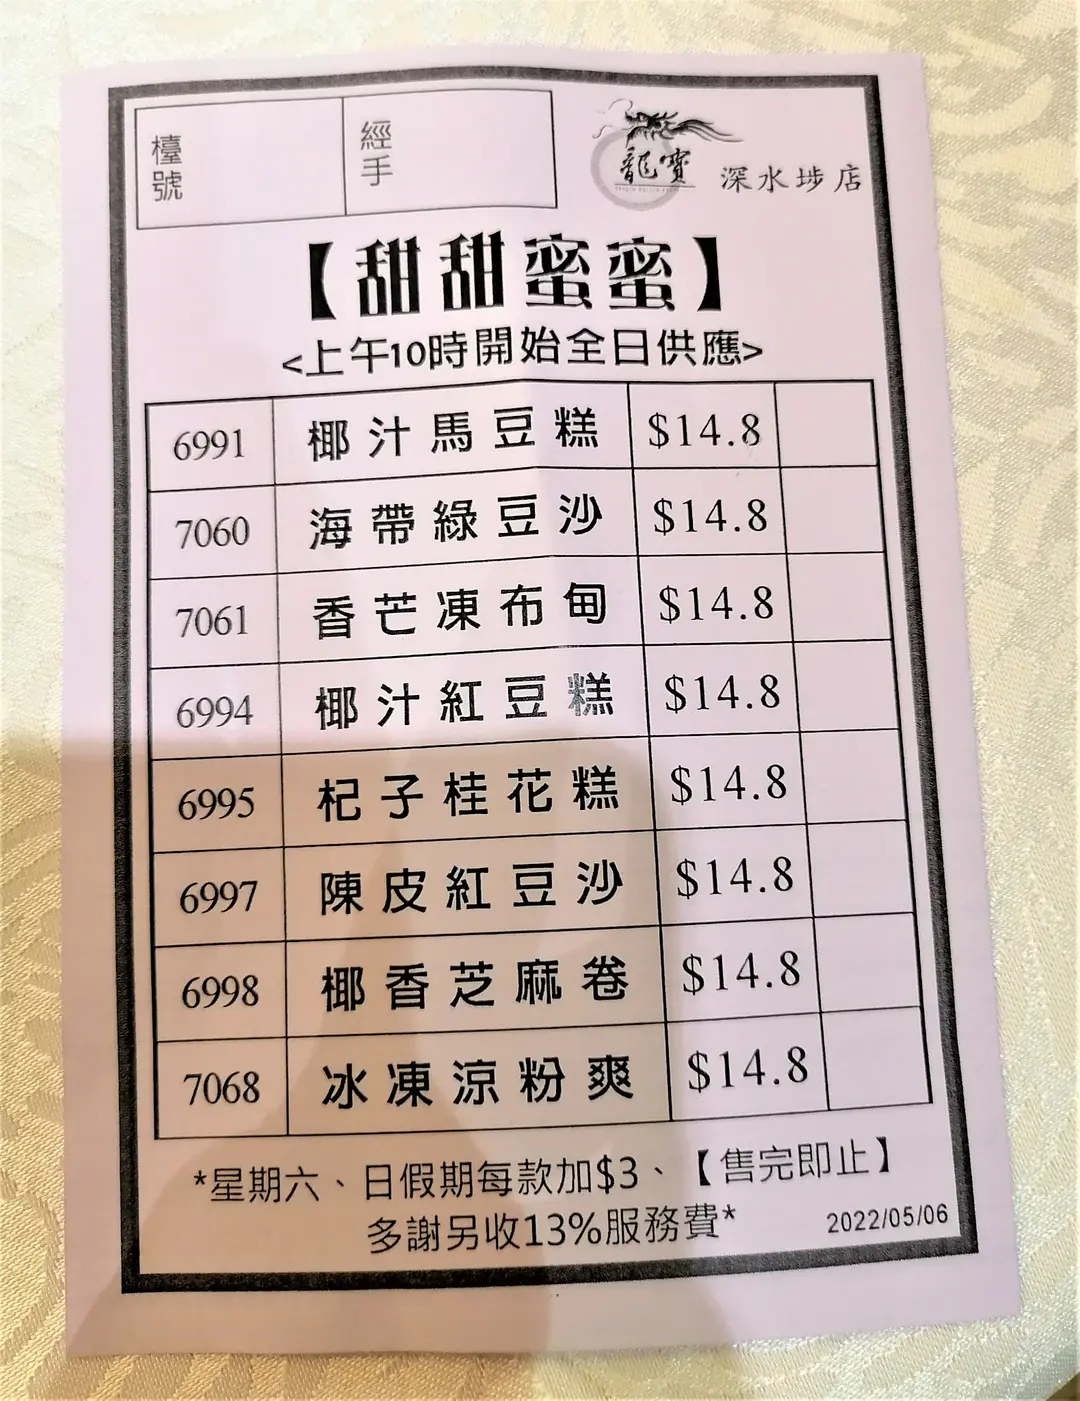 檯號
經手
龍寶
深水埗店
【甜甜蜜蜜】
<上午10時開始全日供應>
6991 椰汁馬豆糕 $14.8
7060 海帶綠豆沙 $14.8
7061 香芒凍布甸 $14.8
6994 椰汁紅豆糕 $14.8
6995 杞子桂花糕 $14.8
6997 陳皮紅豆沙 $14.8
6998 椰香芝麻卷 $14.8
7068 冰凍涼粉爽 $14.8
*星期六、日假期每款加$3、【售完即止】
多謝另收13%服務費*
2022/05/06